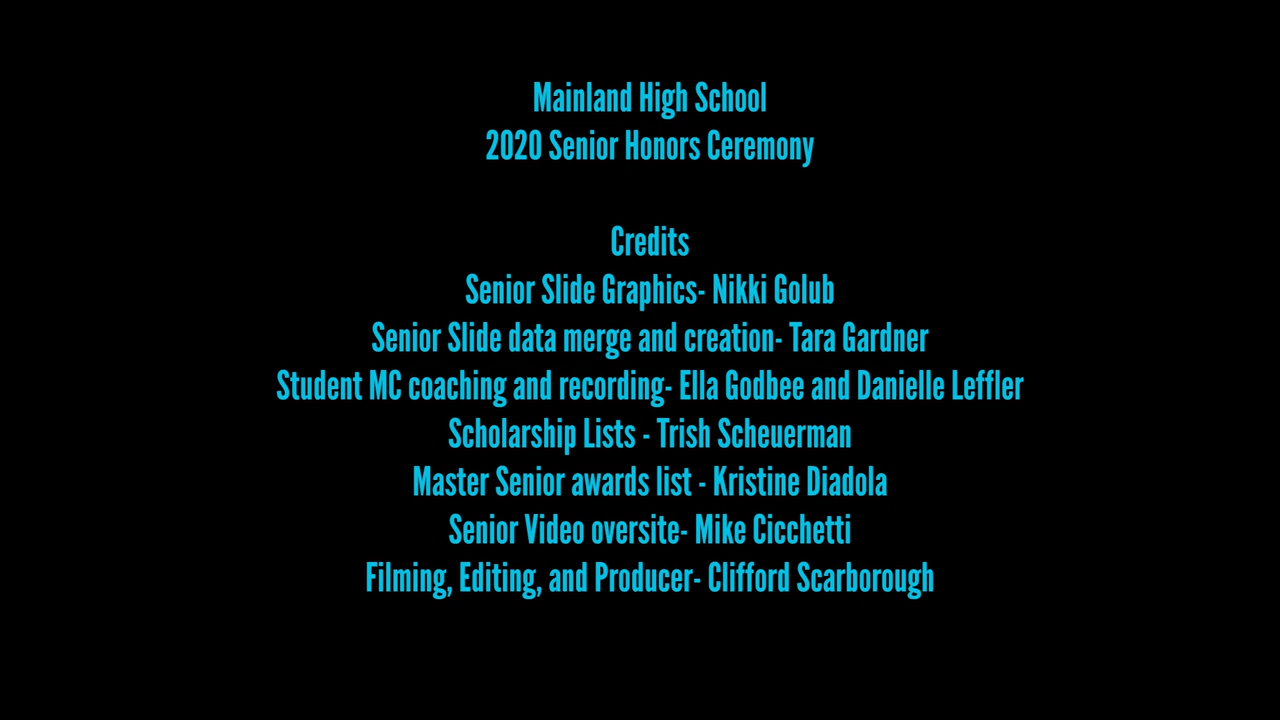 Mainland High School
2020 Senior Honors Ceremony
Credits
Senior Slide Graphics- Nikki Golub
Senior Slide data merge and creation- Tara Gardner
Student MC coaching and recording- Ella Godbee and Danielle Leffler
Scholarship Lists - Trish Scheuerman
Master Senior awards list - Kristine Diadola
Senior Video oversite- Mike Cicchetti
Filming, Editing, and Producer- Clifford Scarborough